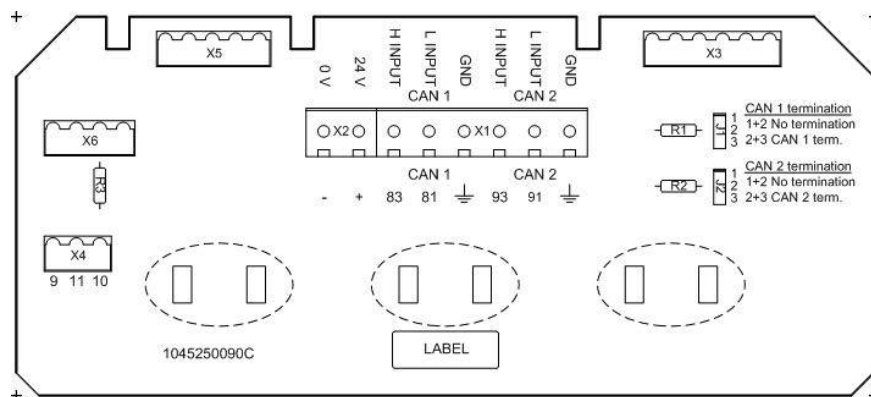 X5
X3
0 V
24 V
H INPUT
L INPUT
GND
H INPUT
L INPUT
GND
CAN 1 CAN 2
X2 X1
CAN 1 CAN 2
- + 83 81 93 91
X6
R3
X4
9 11 10
R1
J1
1
2
3
CAN 1 termination
1+2 No termination
2+3 CAN 1 term.
R2
J2
1
2
3
CAN 2 termination
1+2 No termination
2+3 CAN 2 term.
1045250090C
LABEL